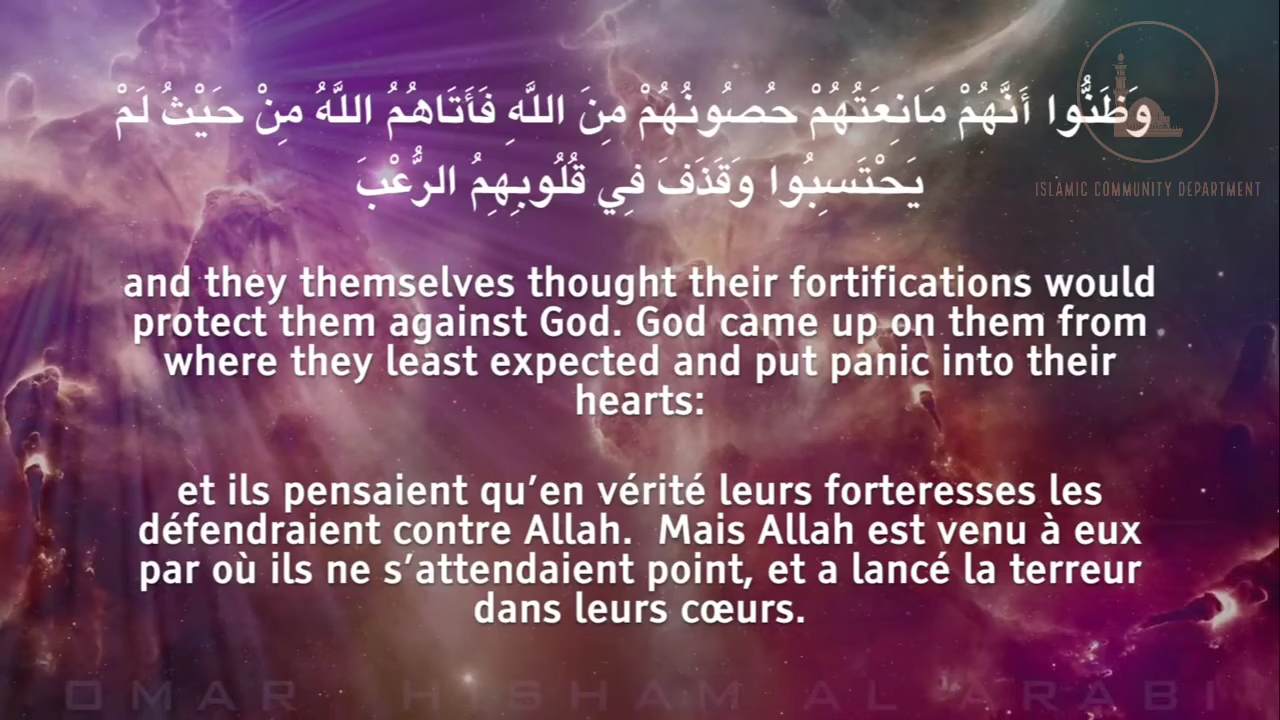 وَظَنُّوا أَنَّهُمْ مَانِعَتُهُمْ حُصُونُهُمْ مِنَ اللَّهِ فَأَتَاهُمُ اللَّهُ مِنْ حَيْثُ لَمْ
يَحْتَسِبُوا وَقَذَفَ فِي قُلُوبِهِمُ الرُّعْبَ
ISLAMIC COMMUNITY DEPARTMENT
and they themselves thought their fortifications would
protect them against God. God came up on them from
where they least expected and put panic into their
hearts:
et ils pensaient qu’en vérité leurs forteresses les
défendraient contre Allah.  Mais Allah est venu à eux
par où ils ne s’attendaient point, et a lancé la terreur
dans leurs cœurs.
OMAR HISHAM AL ARABI